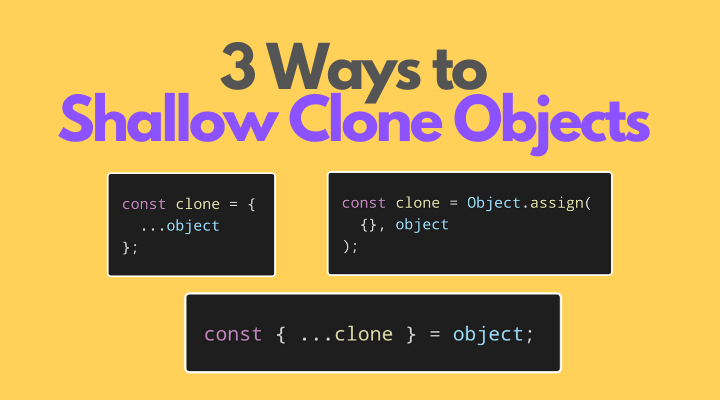 3 Ways to
Shallow Clone Objects
const clone = {
  ...object
};
const clone = Object.assign(
  {}, object
);
const { ...clone } = object;